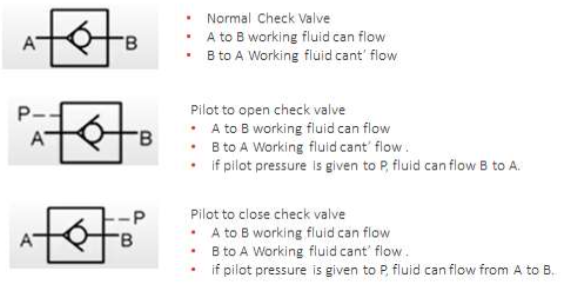 A B
• Normal Check Valve
• A to B working fluid can flow
• B to A Working fluid cant' flow
P
A B
Pilot to open check valve
• A to B working fluid can flow
• B to A Working fluid cant' flow .
• if pilot pressure is given to P, fluid can flow B to A.
P
A B
Pilot to close check valve
• A to B working fluid can flow
• B to A Working fluid cant' flow .
• if pilot pressure is given to P, fluid can flow from A to B.